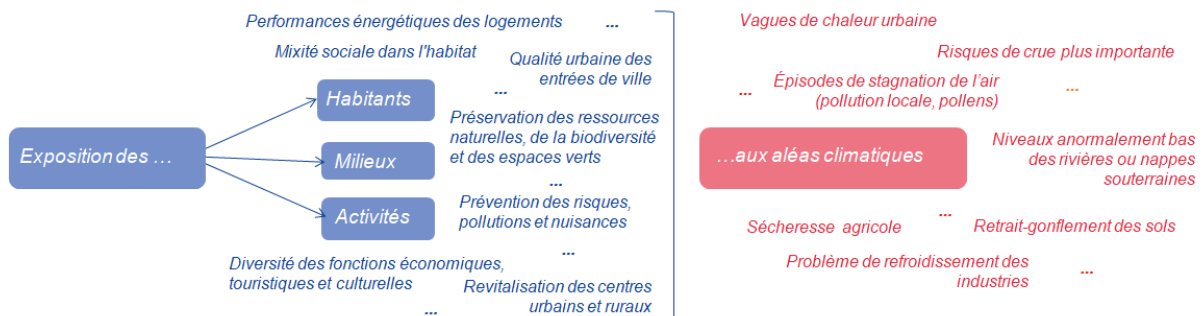 Performances énergétiques des logements
...
Mixité sociale dans l'habitat
Qualité urbaine des
entrées de ville
...
Habitants
Préservation des ressources
naturelles, de la biodiversité
et des espaces verts
Exposition des ...
Milieux
...
Activités
Prévention des risques,
pollutions et nuisances
...
Diversité des fonctions économiques,
touristiques et culturelles
Revitalisation des centres
urbains et ruraux
...
Vagues de chaleur urbaine
Risques de crue plus importante
...
Épisodes de stagnation de l’air
(pollution locale, pollens)
...
...aux aléas climatiques
Niveaux anormalement bas
des rivières ou nappes
souterraines
...
Sécheresse agricole
Retrait-gonflement des sols
Problème de refroidissement des
industries
...